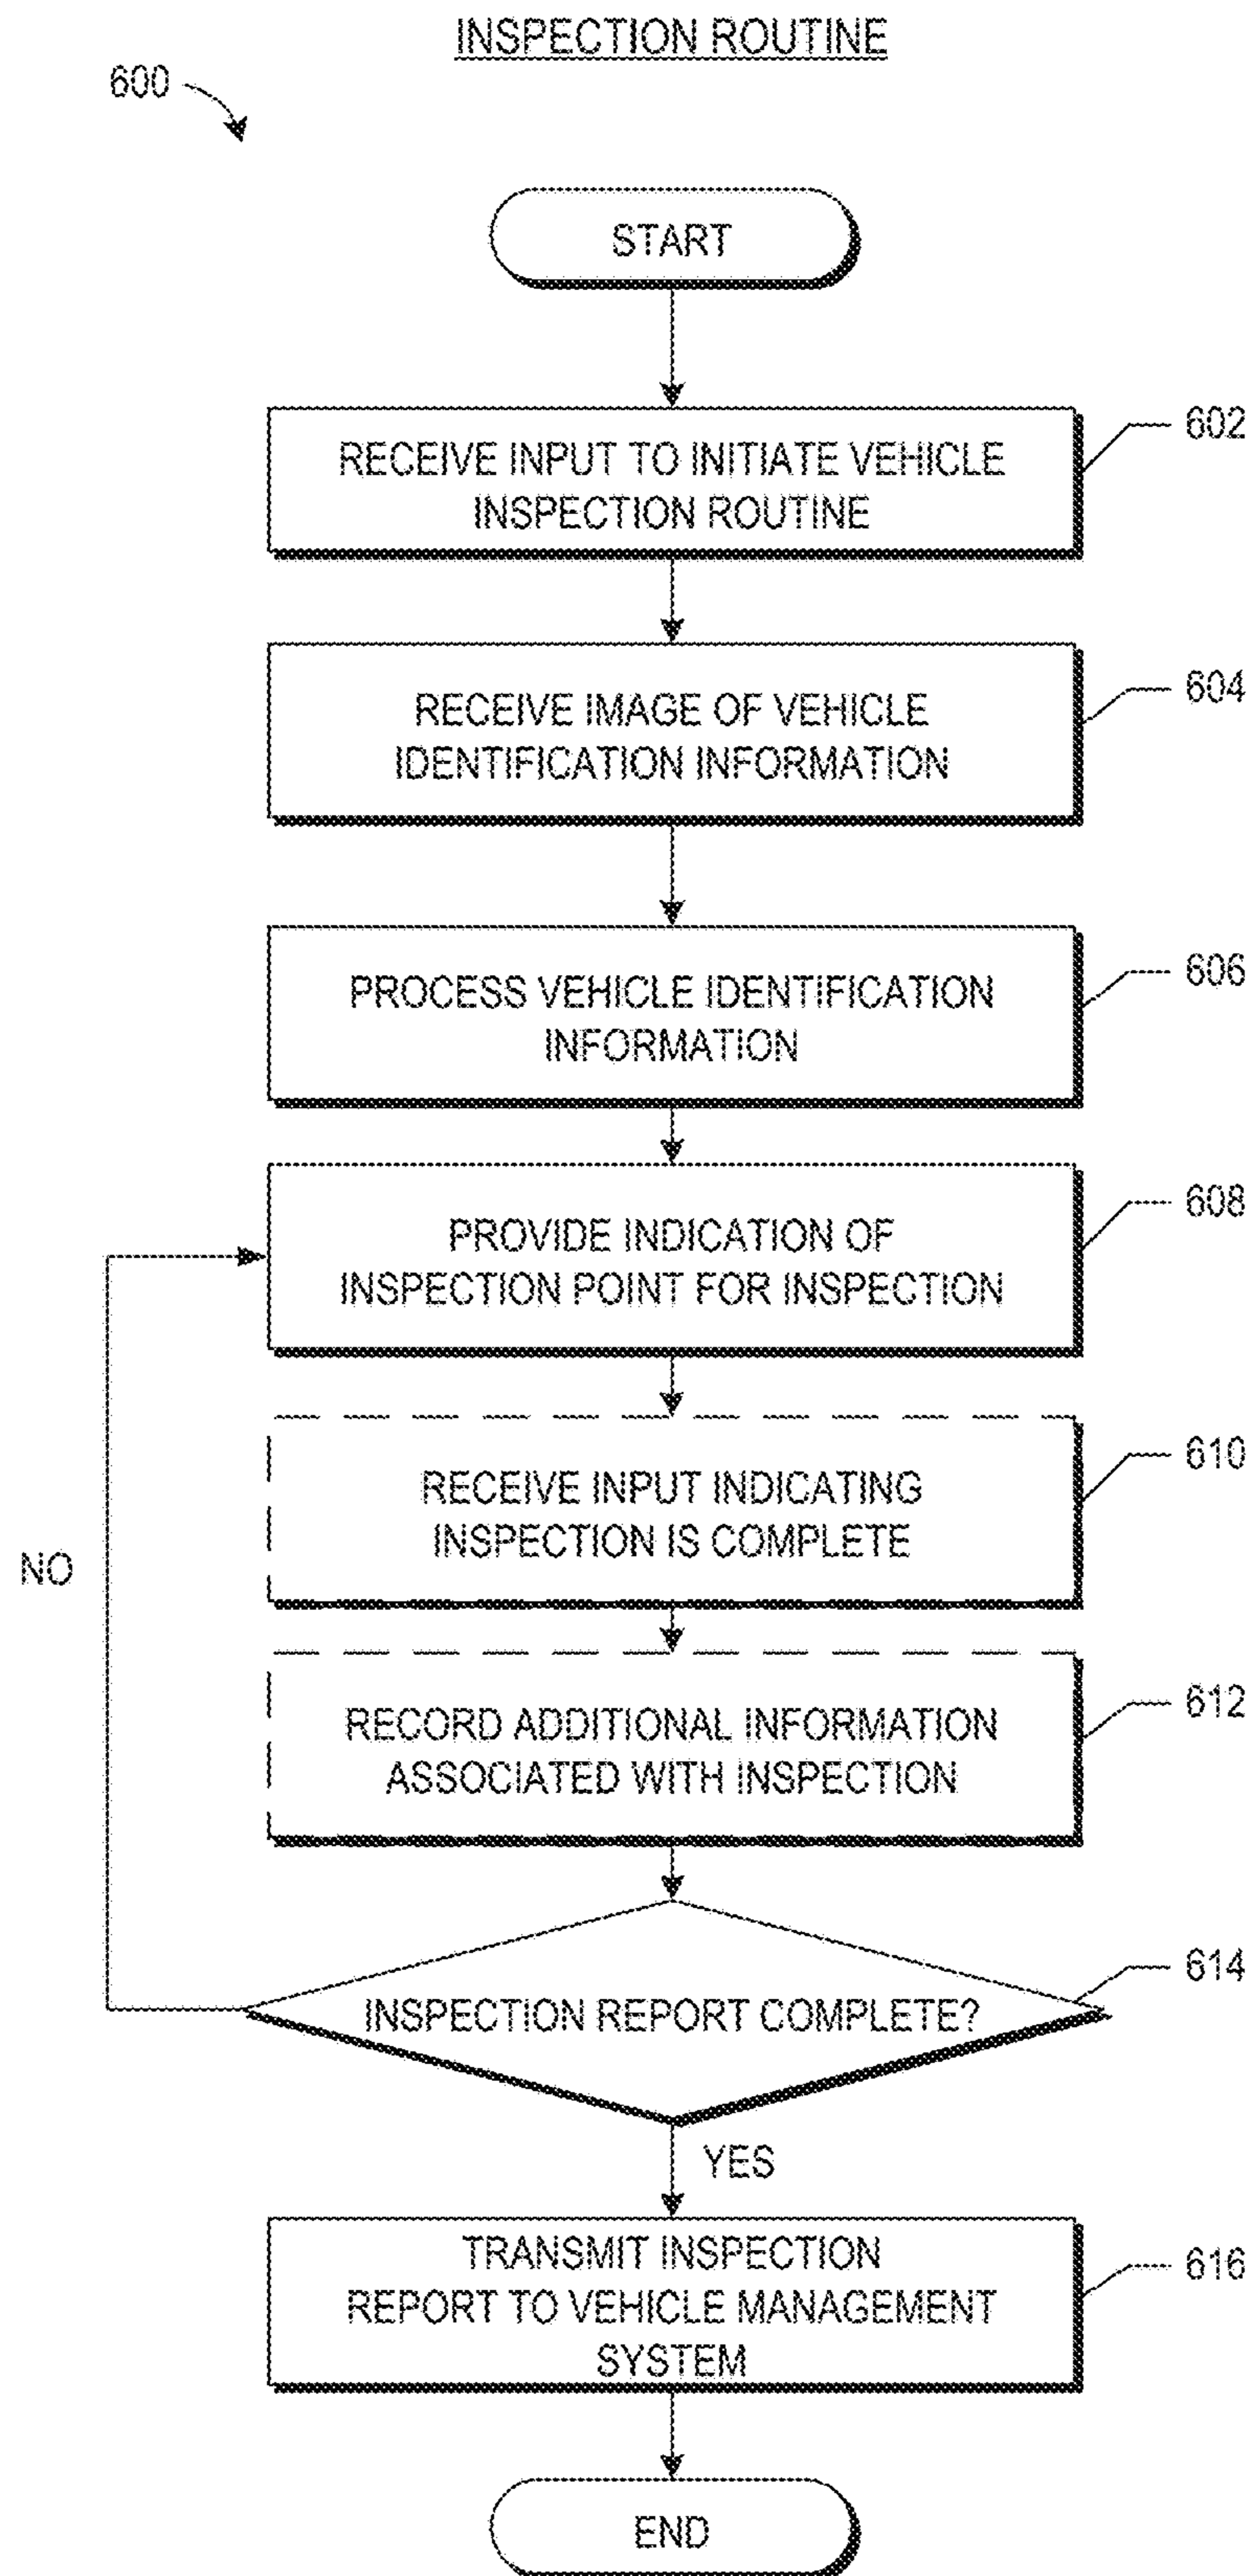 INSPECTION ROUTINE
600
START
602
RECEIVE INPUT TO INITIATE VEHICLE
INSPECTION ROUTINE
604
RECEIVE IMAGE OF VEHICLE
IDENTIFICATION INFORMATION
606
PROCESS VEHICLE IDENTIFICATION
INFORMATION
608
PROVIDE INDICATION OF
INSPECTION POINT FOR INSPECTION
610
RECEIVE INPUT INDICATING
INSPECTION IS COMPLETE
NO
612
RECORD ADDITIONAL INFORMATION
ASSOCIATED WITH INSPECTION
614
INSPECTION REPORT COMPLETE?
YES
616
TRANSMIT INSPECTION
REPORT TO VEHICLE MANAGEMENT
SYSTEM
END